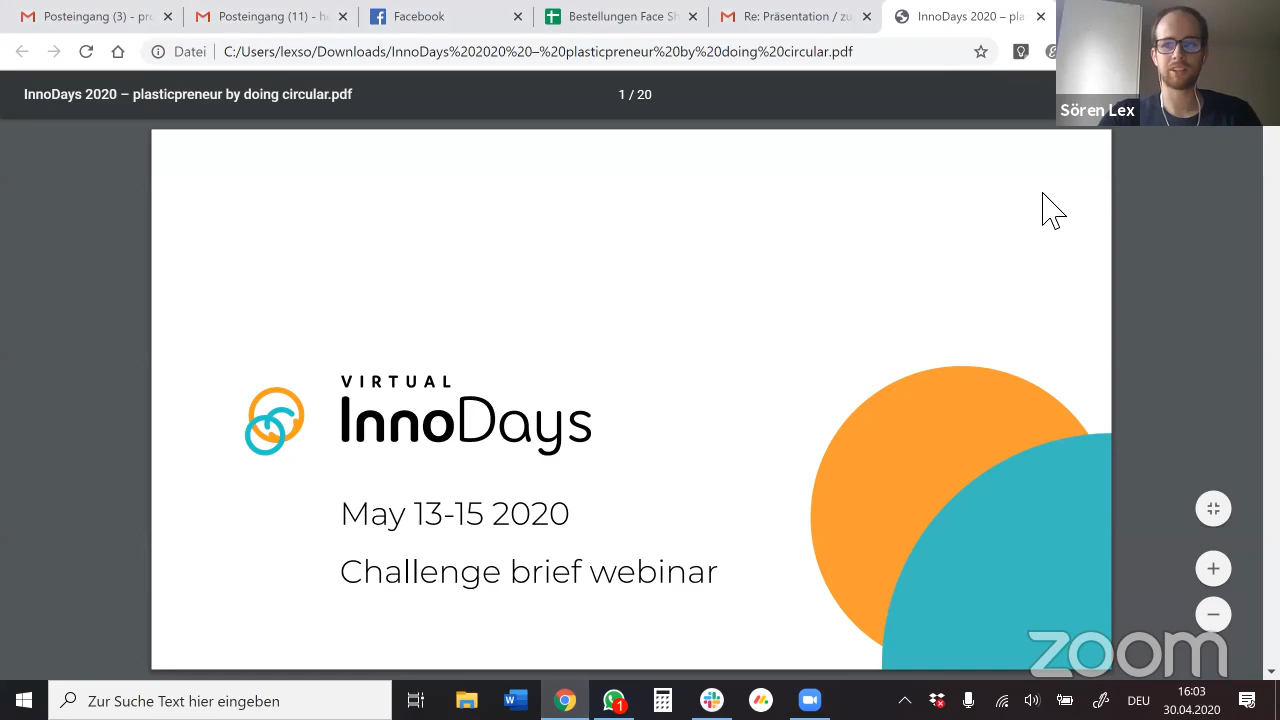 Posteingang (3) - pro
Posteingang (11) - h
Facebook
Bestellungen Face Sh
Re: Präsentation / zu
InnoDays 2020 – pla
Datei
C:/Users/lexso/Downloads/InnoDays%202020%20–%20plasticpreneur%20by%20doing%20circular.pdf
InnoDays 2020 – plasticpreneur by doing circular.pdf
1 / 20
Sören Lex
VIRTUAL
InnoDays
May 13-15 2020
Challenge brief webinar
zoom
Zur Suche Text hier eingeben
1
DEU
16:03
30.04.2020